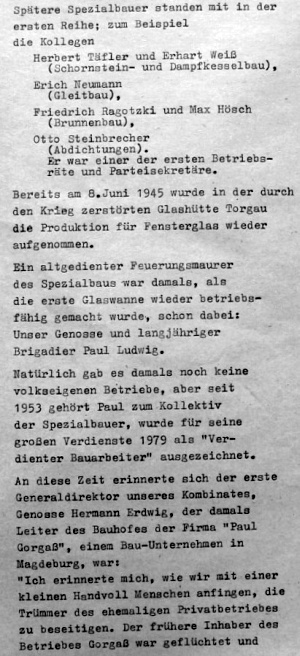 Spätere Spezialbauer standen mit in der
ersten Reihe; zum Beispiel
die Kollegen
Herbert Täfler und Erhart Weiß
(Schornstein- und Dampfkesselbau),
Erich Neumann
(Gleitbau),
Friedrich Ragotzki und Max Hösch
(Brunnenbau),
Otto Steinbrecher
(Abdichtungen).
Er war einer der ersten Betriebs-
räte und Parteisekretäre.
Bereits am 8.Juni 1945 wurde in der durch
den Krieg zerstörten Glashütte Torgau
die Produktion für Fensterglas wieder
aufgenommen.
Ein altgedienter Feuerungsmaurer
des Spezialbaus war damals, als
die erste Glaswanne wieder betriebs-
fähig gemacht wurde, schon dabei:
Unser Genosse und langjähriger
Brigadier Paul Ludwig.
Natürlich gab es damals noch keine
volkseigenen Betriebe, aber seit
1953 gehört Paul zum Kollektiv
der Spezialbauer, wurde für seine
großen Verdienste 1979 als "Ver-
dienter Bauarbeiter" ausgezeichnet.
An diese Zeit erinnerte sich der erste
Generaldirektor unseres Kombinates,
Genosse Hermann Erdwig, der damals
Leiter des Bauhofes der Firma "Paul
Gorgaß", einem Bau-Unternehmen in
Magdeburg, war:
"Ich erinnerte mich, wie wir mit einer
kleinen Handvoll Menschen anfingen, die
Trümmer des ehemaligen Privatbetriebes
zu beseitigen. Der frühere Inhaber des
Betriebes Gorgaß war geflüchtet und